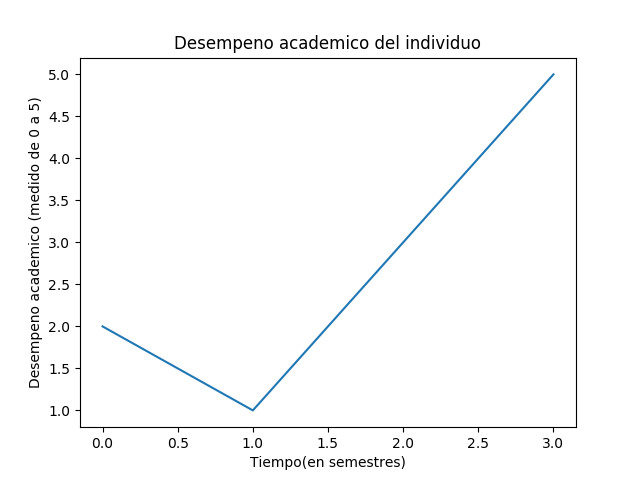 Desempeno academico del individuo
Desempeno academico (medido de 0 a 5)
5.0
4.5
4.0
3.5
3.0
2.5
2.0
1.5
1.0
0.0 0.5 1.0 1.5 2.0 2.5 3.0
Tiempo(en semestres)